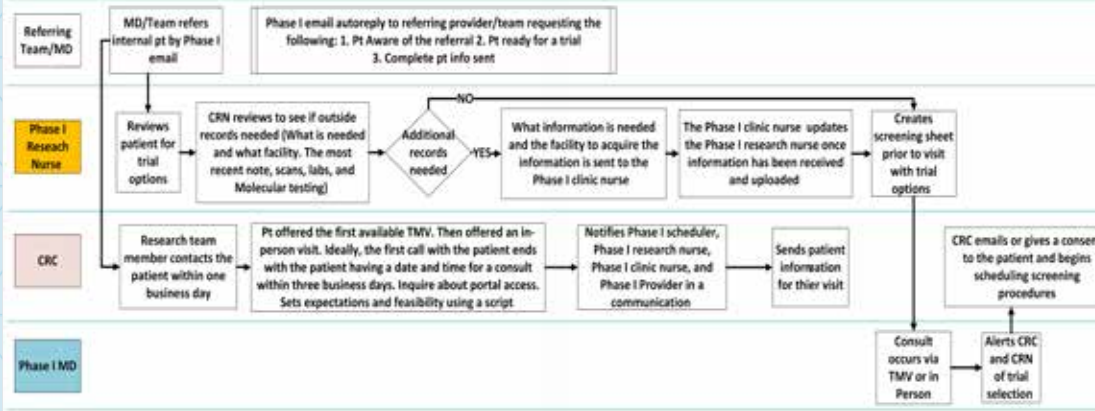 Referring
Team/MD
MD/Team refers
internal pt by Phase I
email
Phase I email autoreply to referring provider/team requesting the
following: 1. Pt Aware of the referral 2. Pt ready for a trial
3. Complete pt info sent
Phase I
Reseach
Nurse
Reviews
patient for
trial
options
CRN reviews to see if outside
records needed (What is needed
and what facility. The most
recent note, scans, labs, and
Molecular testing)
Additional
records
needed
NO
YES
What information is needed
and the facility to acquire the
information is sent to the
Phase I clinic nurse
The Phase I clinic nurse updates
the Phase I research nurse once
information has been received
and uploaded
Creates
screening sheet
prior to visit
with trial
options
CRC
Research team
member contacts the
patient within one
business day
Pt offered the first available TMV. Then offered an in-
person visit. Ideally, the first call with the patient ends
with the patient having a date and time for a consult
within three business days. Inquire about portal access.
Sets expectations and feasibility using a script
Notifies Phase I scheduler,
Phase I research nurse,
Phase I clinic nurse, and
Phase I Provider in a
communication
Sends patient
information
for thier visit
CRC emails or gives a consent
to the patient and begins
scheduling screening
procedures
Phase I MD
Consult
occurs via
TMV or in
Person
Alerts CRC
and CRN
of trial
selection